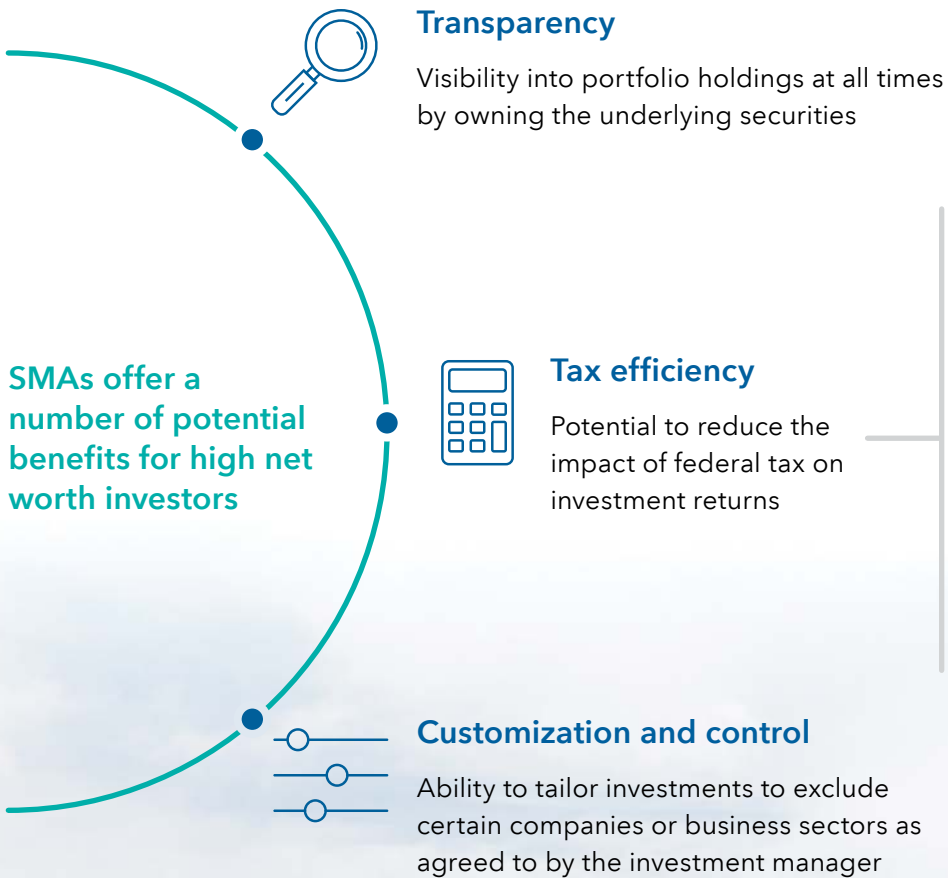 Transparency
Visibility into portfolio holdings at all times
by owning the underlying securities
SMAs offer a
number of potential
benefits for high net
worth investors
Tax efficiency
Potential to reduce the
impact of federal tax on
investment returns
Customization and control
Ability to tailor investments to exclude
certain companies or business sectors as
agreed to by the investment manager